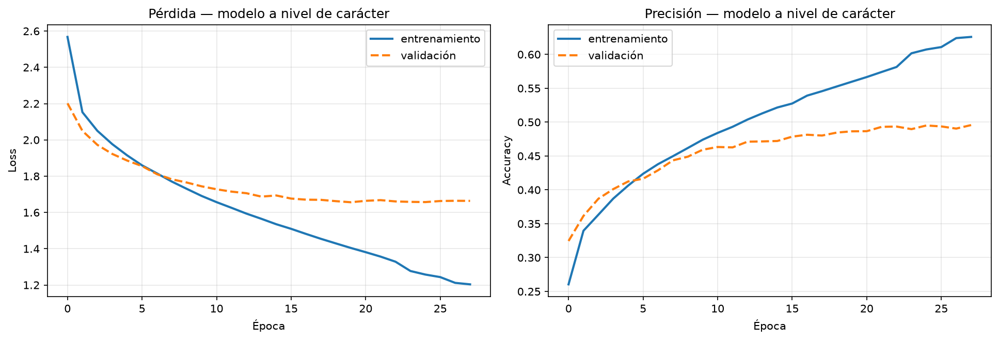 Pérdida — modelo a nivel de carácter
2.6
2.4
2.2
2.0
1.8
1.6
1.4
1.2
Loss
entrenamiento
validación
0
5
10
15
20
25
Época
Precisión — modelo a nivel de carácter
0.60
0.55
0.50
0.45
0.40
0.35
0.30
0.25
Accuracy
entrenamiento
validación
0
5
10
15
20
25
Época